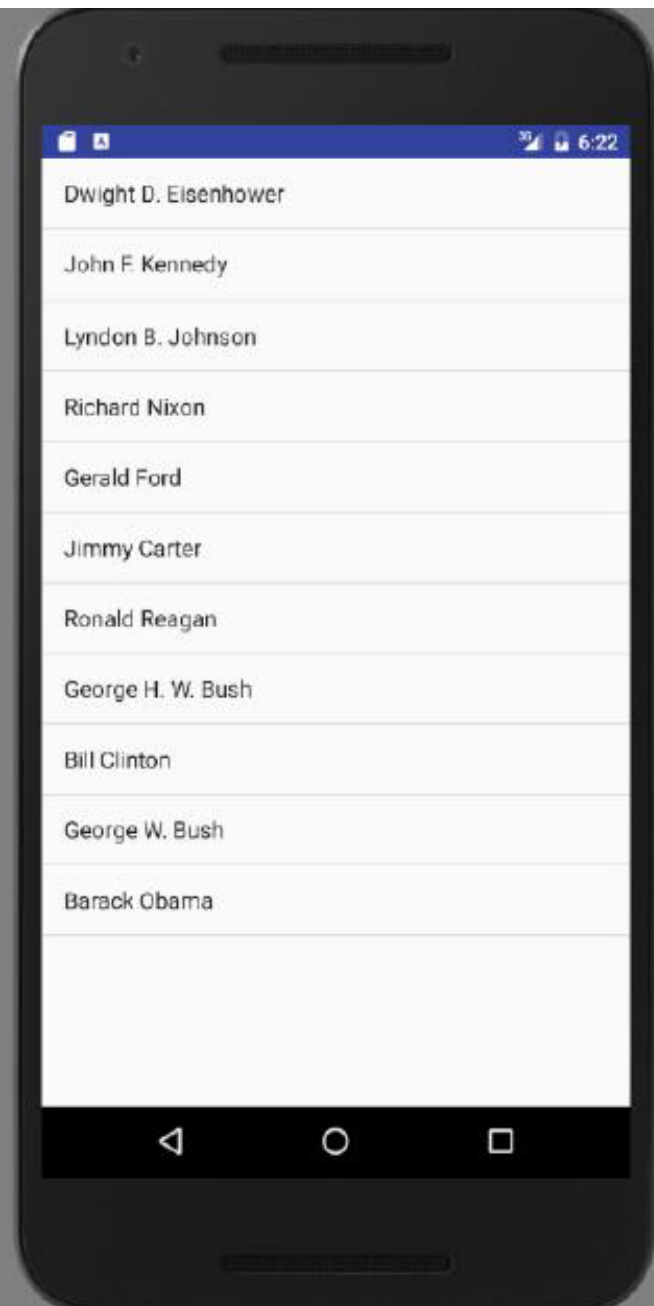 3G 6:22
Dwight D. Eisenhower
John F. Kennedy
Lyndon B. Johnson
Richard Nixon
Gerald Ford
Jimmy Carter
Ronald Reagan
George H. W. Bush
Bill Clinton
George W. Bush
Barack Obama